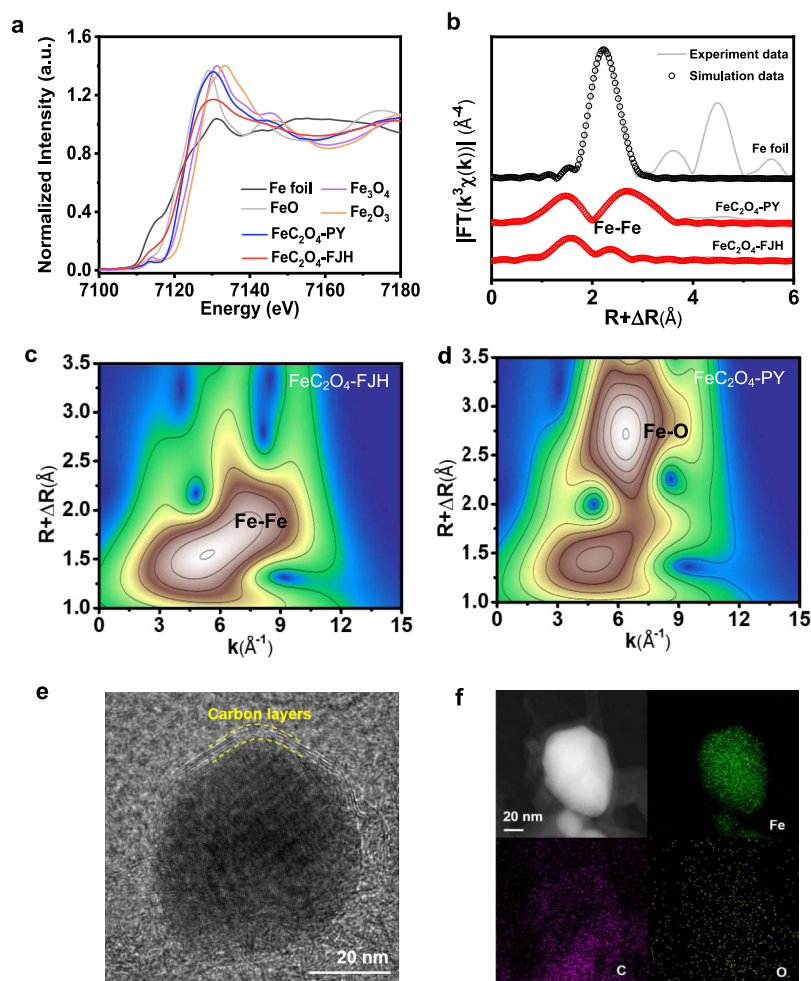 a
Normalized Intensity (a.u.)
1.6
1.2
0.8
0.4
0.0
Fe foil
FeO
FeC₂O₄-PY
FeC₂O₄-FJH
Fe₃O₄
Fe₂O₃
7100 7120 7140 7160 7180
Energy (eV)
b
|FT(k³χ(k))| (Å⁻⁴)
Experiment data
Simulation data
Fe foil
FeC₂O₄-PY
Fe-Fe
FeC₂O₄-FJH
0 2 4 6
R+ΔR(Å)
c
FeC₂O₄-FJH
R+ΔR(Å)
3.5
3.0
2.5
2.0
1.5
1.0
Fe-Fe
0 3 6 9 12 15
k(Å⁻¹)
d
FeC₂O₄-PY
R+ΔR(Å)
3.5
3.0
2.5
2.0
1.5
1.0
Fe-O
0 3 6 9 12 15
k(Å⁻¹)
e
Carbon layers
20 nm
f
20 nm
Fe
C
O